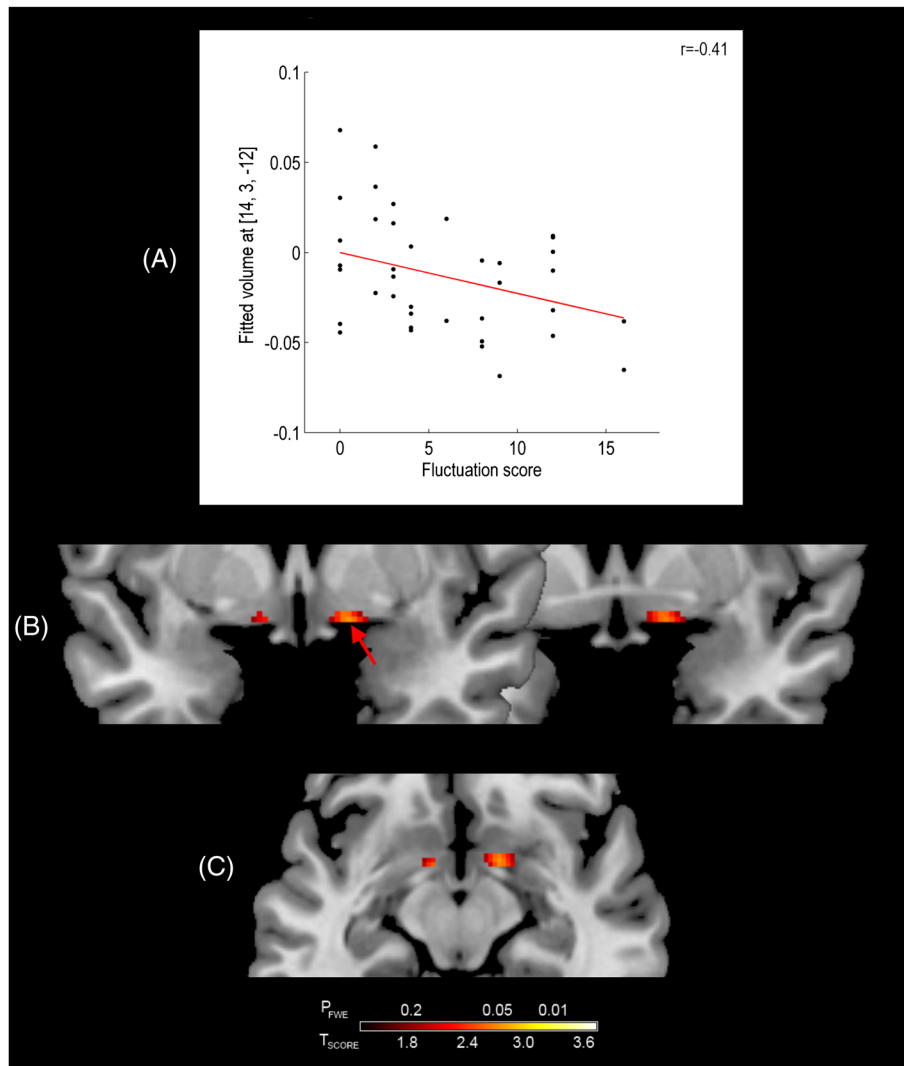 r=-0.41
0.1
0.05
0
-0.05
-0.1
Fitted volume at [14, 3, -12]
0 5 10 15
Fluctuation score
(A)
(B)
(C)
PFWE 0.2 0.05 0.01
TSCORE 1.8 2.4 3.0 3.6